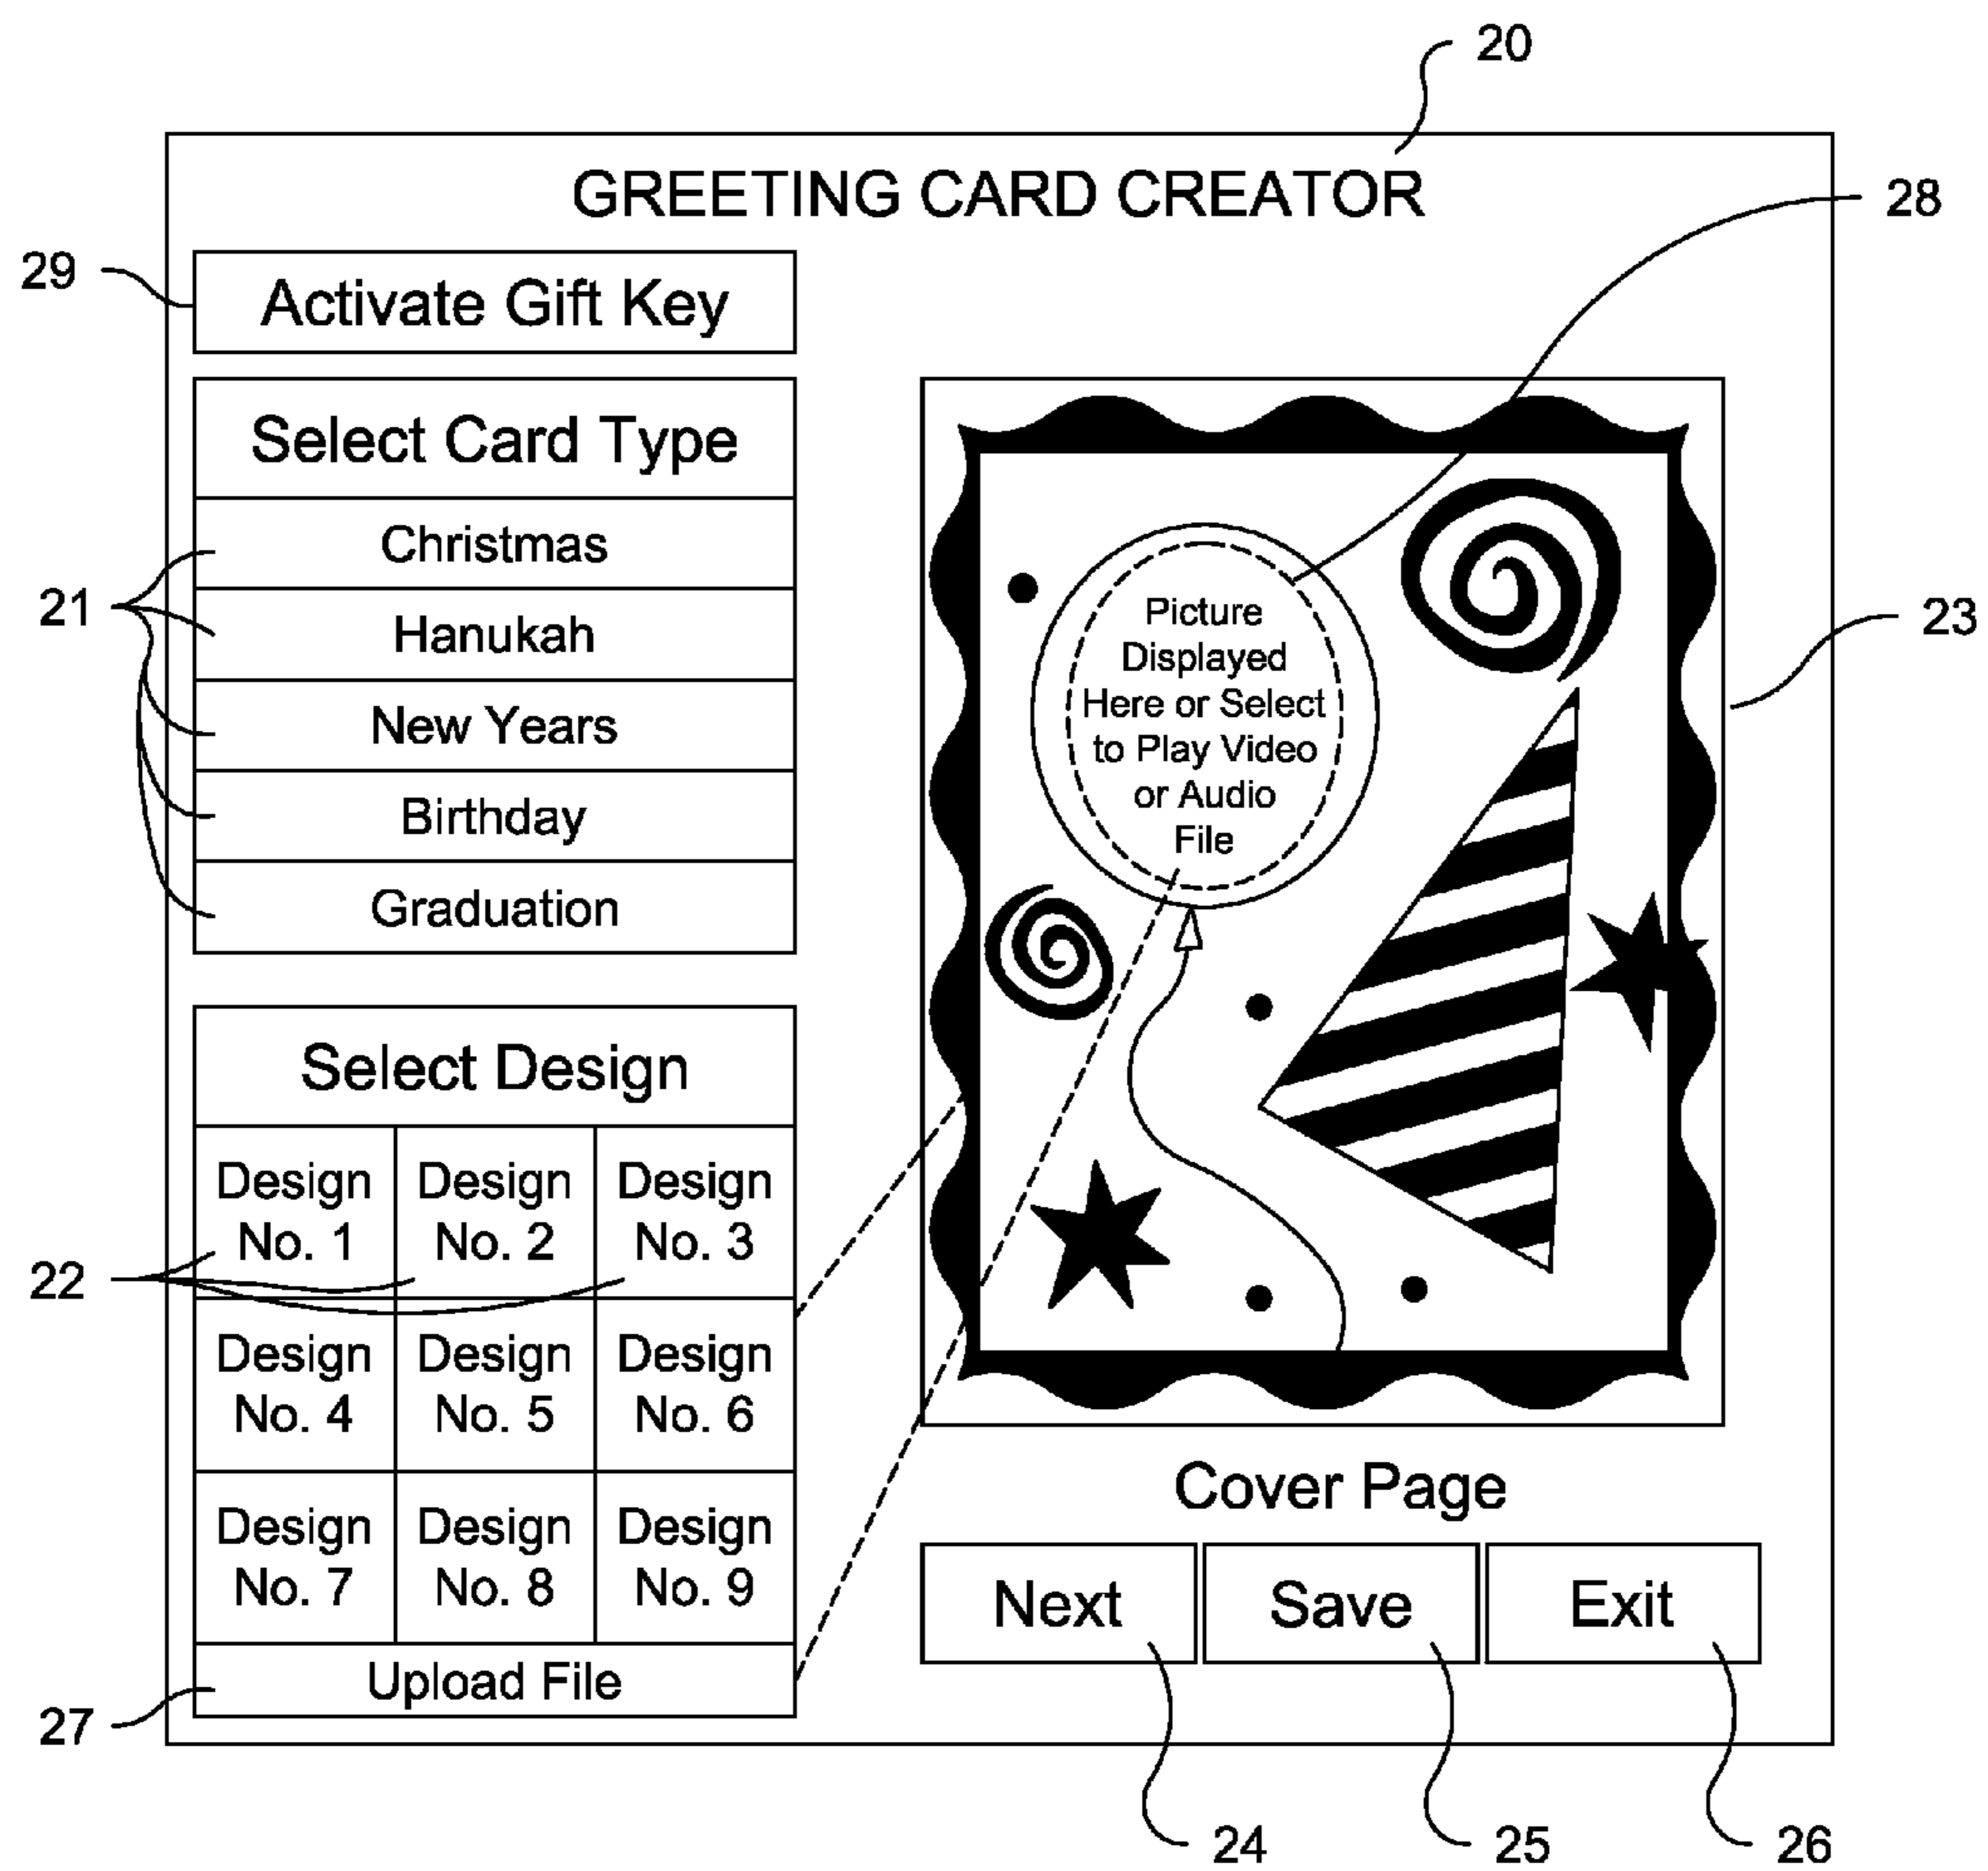 20
GREETING CARD CREATOR
28
29
Activate Gift Key
Select Card Type
Christmas
21
Hanukah
New Years
Birthday
Graduation
Picture
Displayed
Here or Select
to Play Video
or Audio
File
23
Select Design
Design No. 1
Design No. 2
Design No. 3
22
Design No. 4
Design No. 5
Design No. 6
Design No. 7
Design No. 8
Design No. 9
Upload File
27
Cover Page
Next
Save
Exit
24
25
26